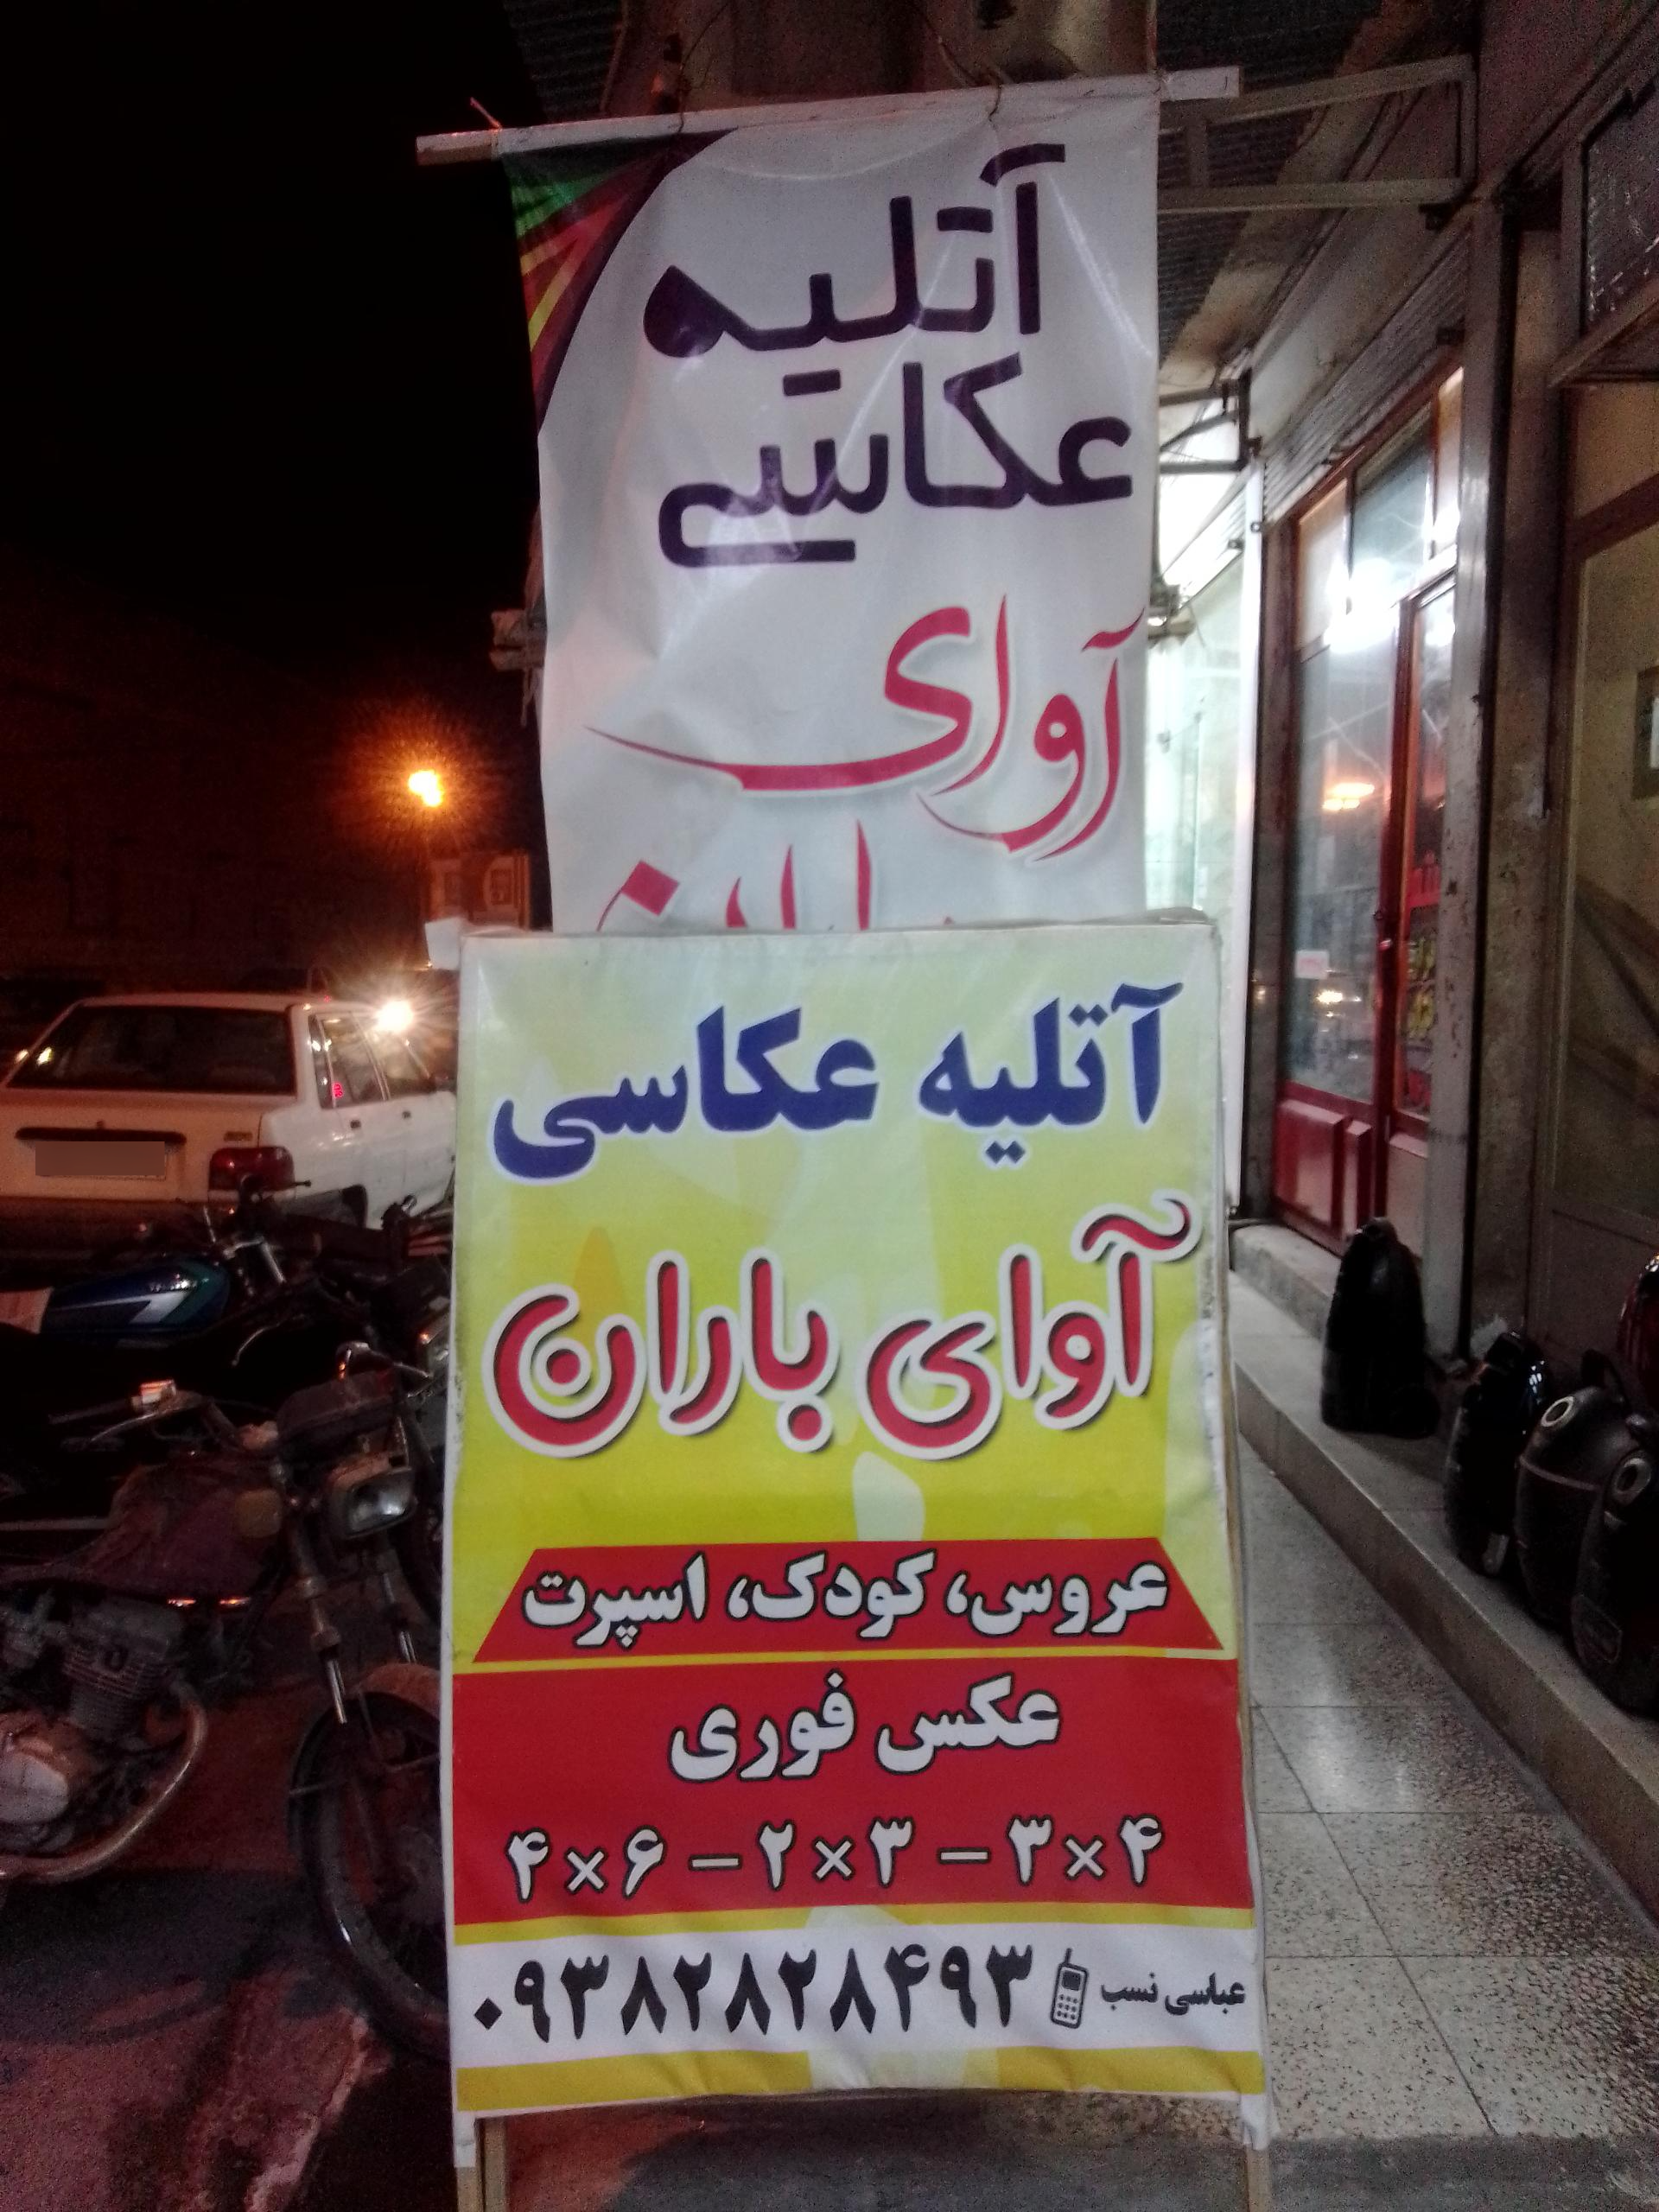 آتلیه
عکاسی
آوای
باران
آتلیه عکاسی
آوای باران
عروس، کودک، اسپرت
عکس فوری
۴×۶ – ۲×۳ – ۳×۴
۰۹۳۸۲۸۲۸۴۹۳ عباسی نسب